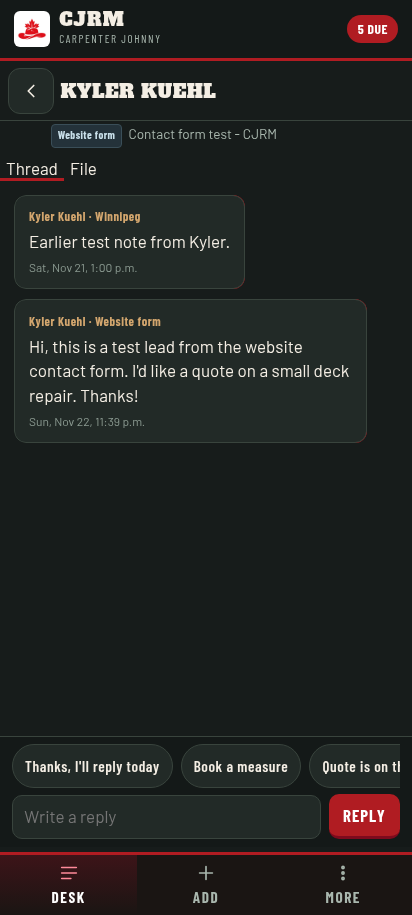 CJRM
CARPENTER JOHNNY
5 DUE
KYLER KUEHL
Website form Contact form test - CJRM
Thread File
Kyler Kuehl · Winnipeg
Earlier test note from Kyler.
Sat, Nov 21, 1:00 p.m.
Kyler Kuehl · Website form
Hi, this is a test lead from the website
contact form. I'd like a quote on a small deck
repair. Thanks!
Sun, Nov 22, 11:39 p.m.
Thanks, I'll reply today Book a measure Quote is on
Write a reply REPLY
DESK ADD MORE